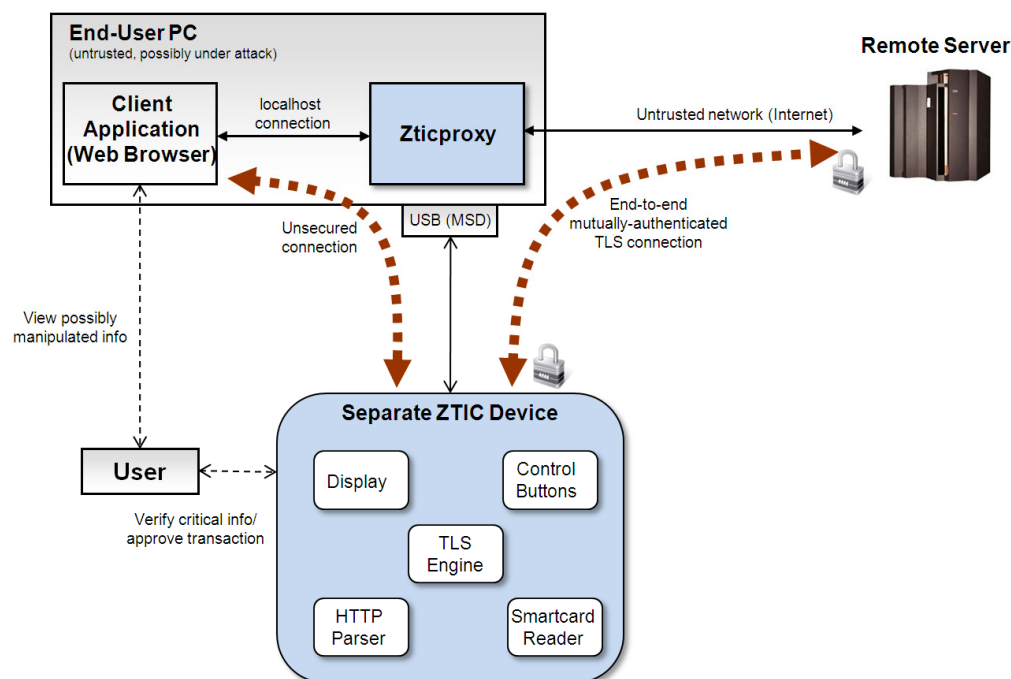 End-User PC
(untrusted, possibly under attack)
Remote Server
Client
Application
(Web Browser)
localhost
connection
Zticproxy
Untrusted network (Internet)
USB (MSD)
Unsecured
connection
End-to-end
mutually-authenticated
TLS connection
View possibly
manipulated info
Separate ZTIC Device
User
Display
Control
Buttons
Verify critical info/
approve transaction
TLS
Engine
HTTP
Parser
Smartcard
Reader